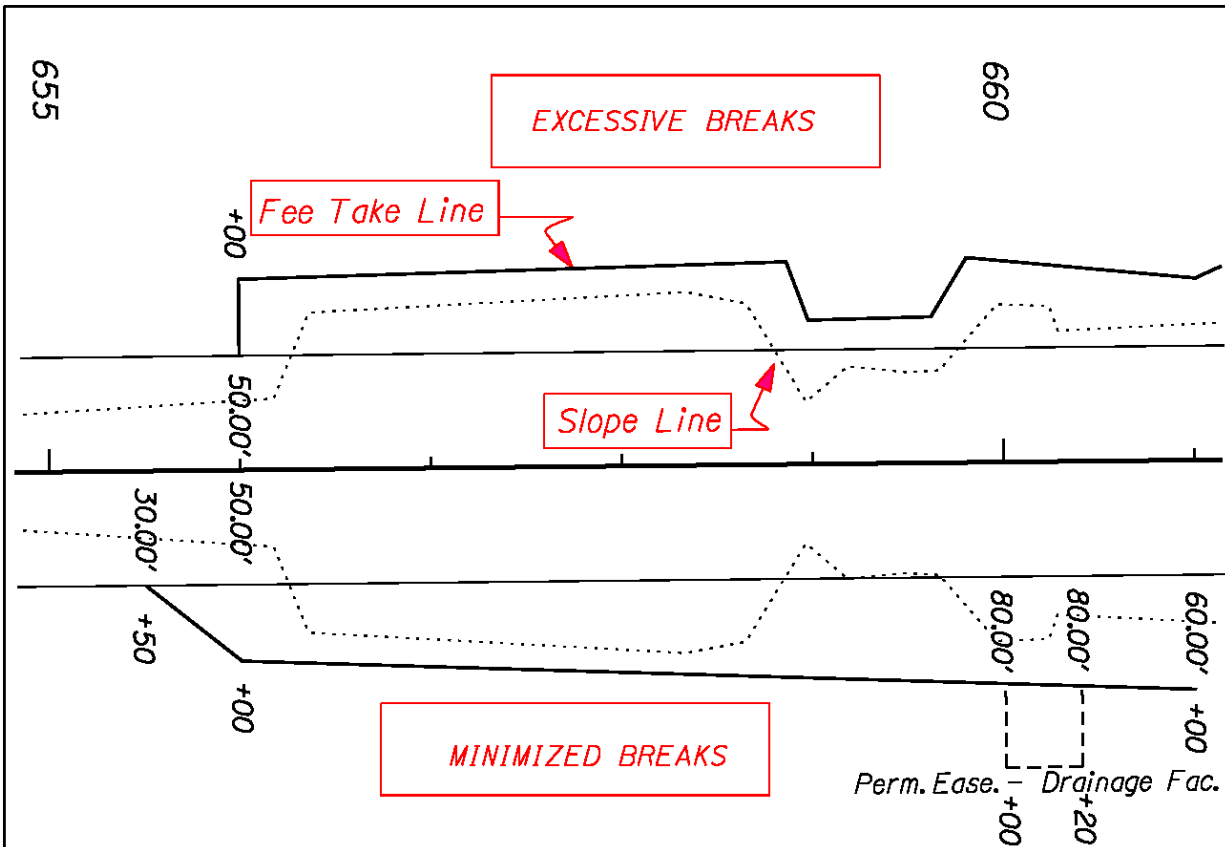 655
660
EXCESSIVE BREAKS
Fee Take Line
+00
50.00'
Slope Line
30.00'
50.00'
+50
+00
80.00'
80.00'
60.00'
+00
MINIMIZED BREAKS
Perm. Ease. - Drainage Fac.
+00
+20